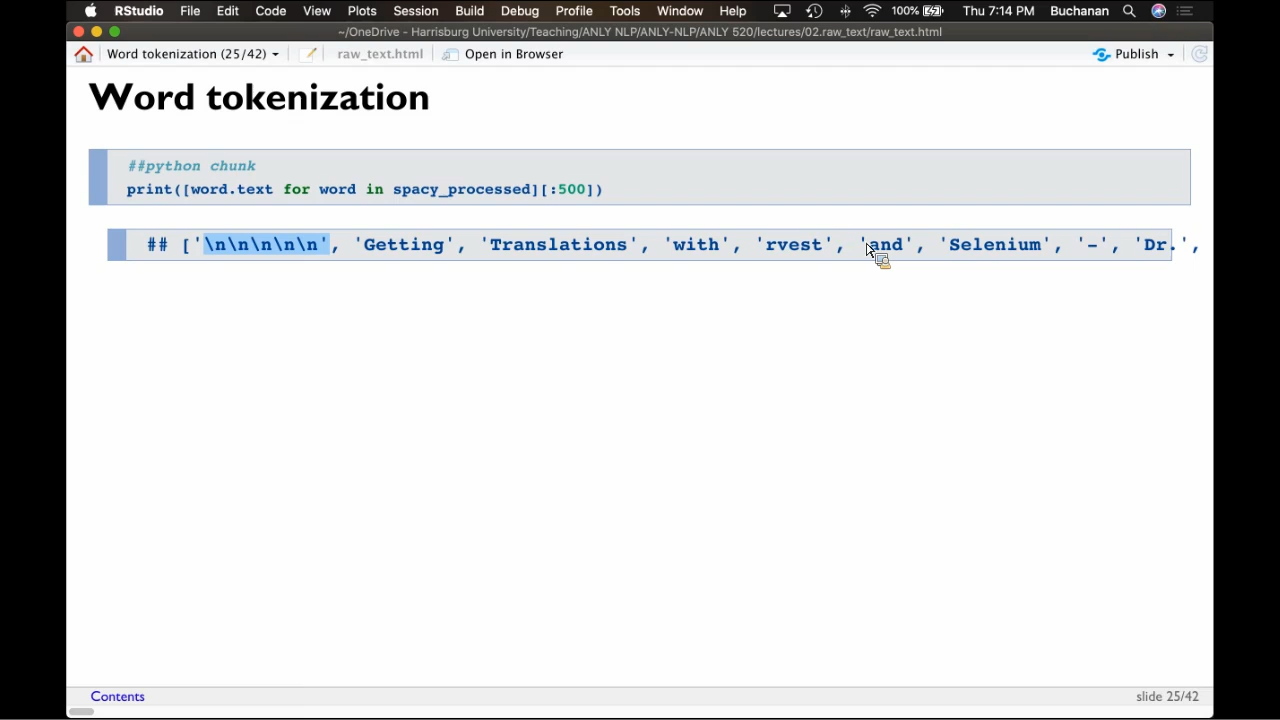 RStudio File Edit Code View Plots Session Build Debug Profile Tools Window Help 100% Thu 7:14 PM Buchanan
~/OneDrive - Harrisburg University/Teaching/ANLY NLP/ANLY-NLP/ANLY 520/lectures/02.raw_text/raw_text.html
Word tokenization (25/42) raw_text.html Open in Browser Publish
Word tokenization
##python chunk
print([word.text for word in spacy_processed][:500])
## ['\n\n\n\n\n', 'Getting', 'Translations', 'with', 'rvest', 'and', 'Selenium', '-', 'Dr.',
Contents slide 25/42